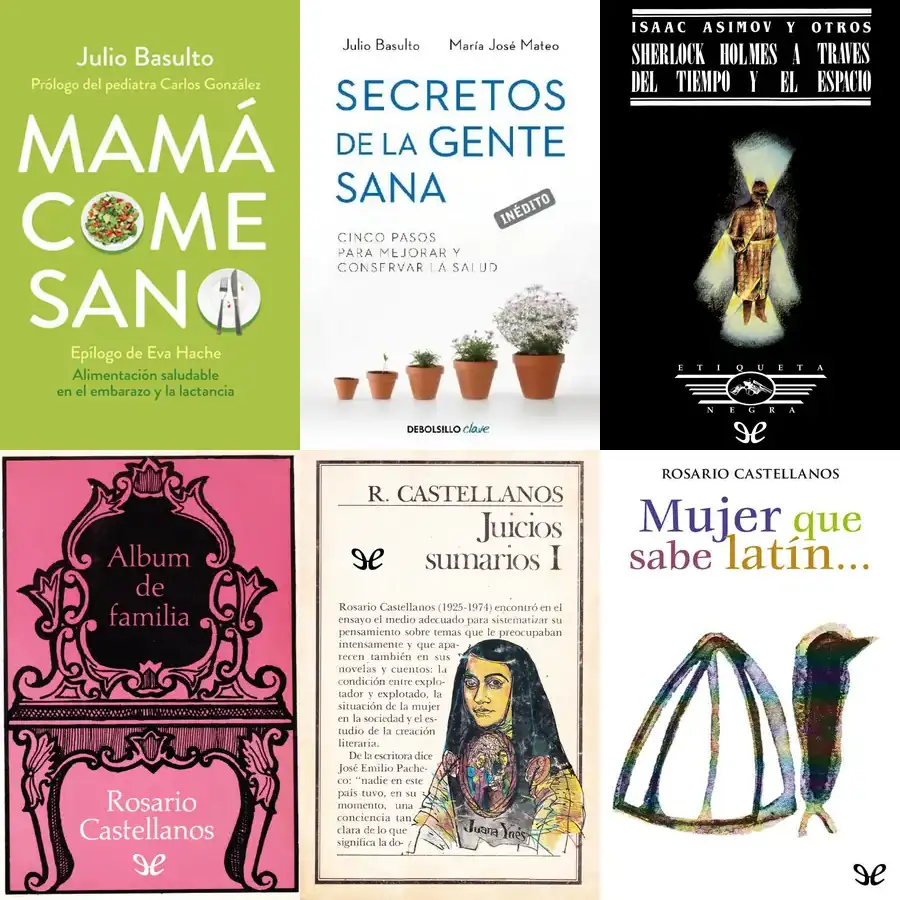 Julio Basulto
Prólogo del pediatra Carlos González
MAMÁ
COME
SANO
Epílogo de Eva Hache
Alimentación saludable
en el embarazo y la lactancia
Julio Basulto María José Mateo
SECRETOS
DE LA GENTE
SANA
INÉDITO
CINCO PASOS
PARA MEJORAR Y
CONSERVAR LA SALUD
DEBOLSILLO clave
ISAAC ASIMOV Y OTROS
SHERLOCK HOLMES A TRAVES
DEL TIEMPO Y EL ESPACIO
ETIQUETA
NEGRA
Album
de
familia
Rosario
Castellanos
R. CASTELLANOS
Juicios
sumarios I
Rosario Castellanos (1925-1974) encontró en el
ensayo el medio adecuado para sistematizar su
pensamiento sobre temas que le preocupaban
intensamente y que apa-
recen también en sus
novelas y cuentos: la
condición entre explo-
tador y explotado, la
situación de la mujer
en la sociedad y el es-
tudio de la creación
literaria.
De la escritora dice
José Emilio Pache-
co: "nadie en este
país tuvo, en su
momento, una
conciencia tan
clara de lo que
significa la do-
Juana Ynés
ROSARIO CASTELLANOS
Mujer que
sabe latín...